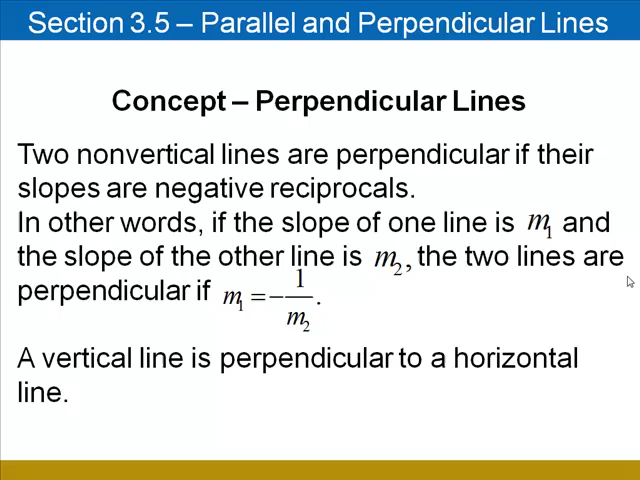 Section 3.5 – Parallel and Perpendicular Lines
Concept – Perpendicular Lines
Two nonvertical lines are perpendicular if their
slopes are negative reciprocals.
In other words, if the slope of one line is m₁ and
the slope of the other line is m₂, the two lines are
perpendicular if m₁ = −1/m₂.
A vertical line is perpendicular to a horizontal
line.